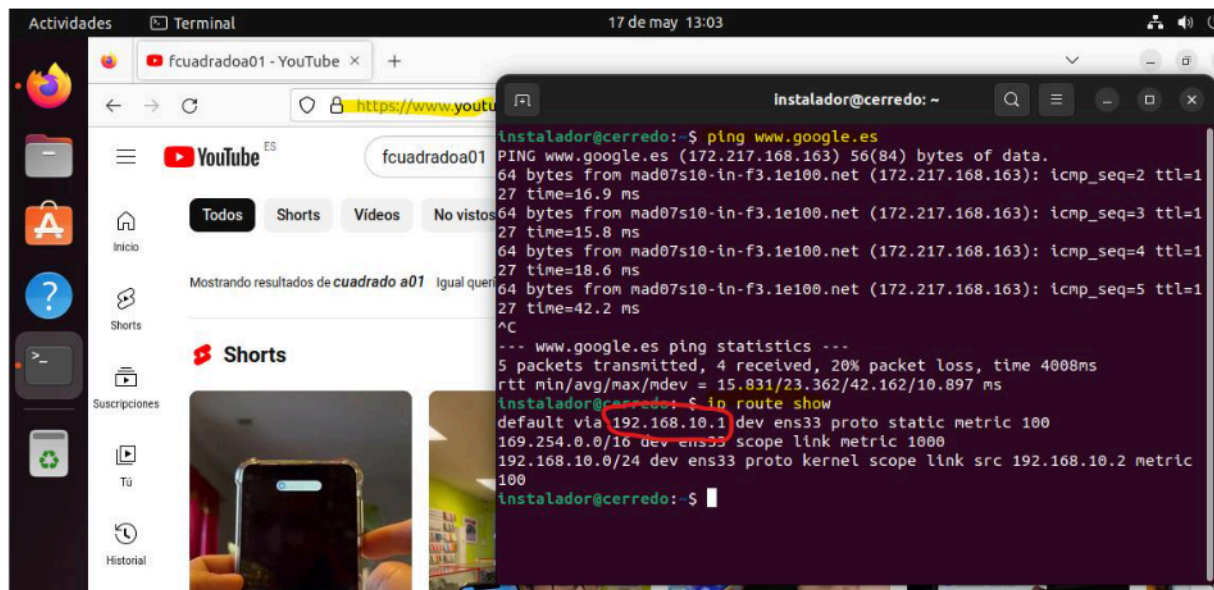 Actividades
Terminal
17 de may 13:03
fcuadradoa01 - YouTube
https://www.youtu
YouTube ES
fcuadradoa01
Todos
Shorts
Vídeos
No vistos
Mostrando resultados de cuadrado a01 Igual queri
Inicio
Shorts
Suscripciones
Tú
Historial
Shorts
instalador@cerredo: ~
instalador@cerredo:~$ ping www.google.es
PING www.google.es (172.217.168.163) 56(84) bytes of data.
64 bytes from mad07s10-in-f3.1e100.net (172.217.168.163): icmp_seq=2 ttl=1
27 time=16.9 ms
64 bytes from mad07s10-in-f3.1e100.net (172.217.168.163): icmp_seq=3 ttl=1
27 time=15.8 ms
64 bytes from mad07s10-in-f3.1e100.net (172.217.168.163): icmp_seq=4 ttl=1
27 time=18.6 ms
64 bytes from mad07s10-in-f3.1e100.net (172.217.168.163): icmp_seq=5 ttl=1
27 time=42.2 ms
^C
--- www.google.es ping statistics ---
5 packets transmitted, 4 received, 20% packet loss, time 4008ms
rtt min/avg/max/mdev = 15.831/23.362/42.162/10.897 ms
instalador@cerredo:~$ ip route show
default via 192.168.10.1 dev ens33 proto static metric 100
169.254.0.0/16 dev ens33 scope link metric 1000
192.168.10.0/24 dev ens33 proto kernel scope link src 192.168.10.2 metric
100
instalador@cerredo:~$